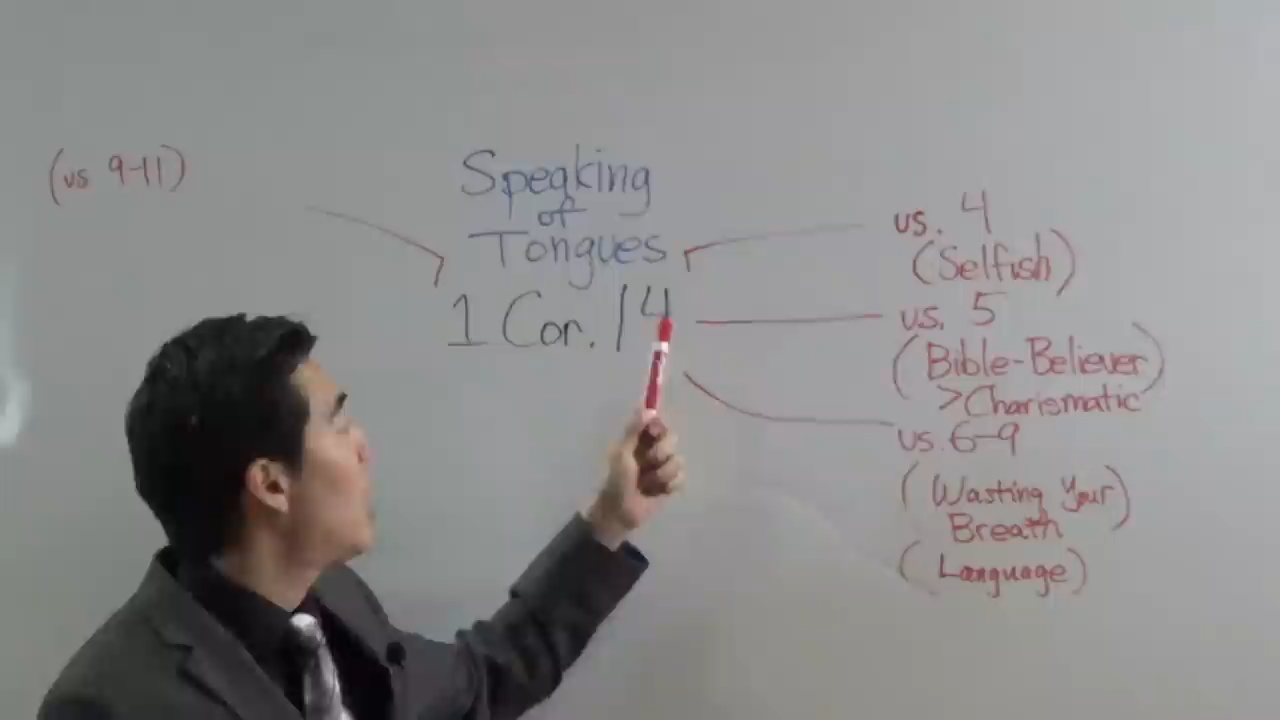 (vs 9-11)
Speaking
of
Tongues
1 Cor. 14
vs. 4
(Selfish)
vs. 5
(Bible-Believer
>Charismatic
vs. 6-9
(Wasting Your)
Breath
(Language)